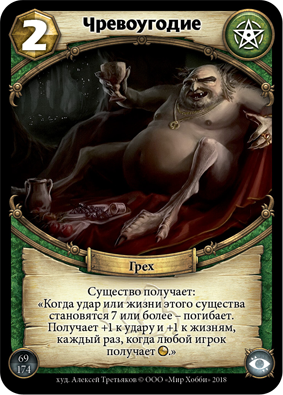 2
Чревоугодие
Грех
Существо получает:
«Когда удар или жизни этого существа
становятся 7 или более – погибает.
Получает +1 к удару и +1 к жизням,
каждый раз, когда любой игрок
получает .»
69
174
худ. Алексей Третьяков © ООО «Мир Хобби» 2018